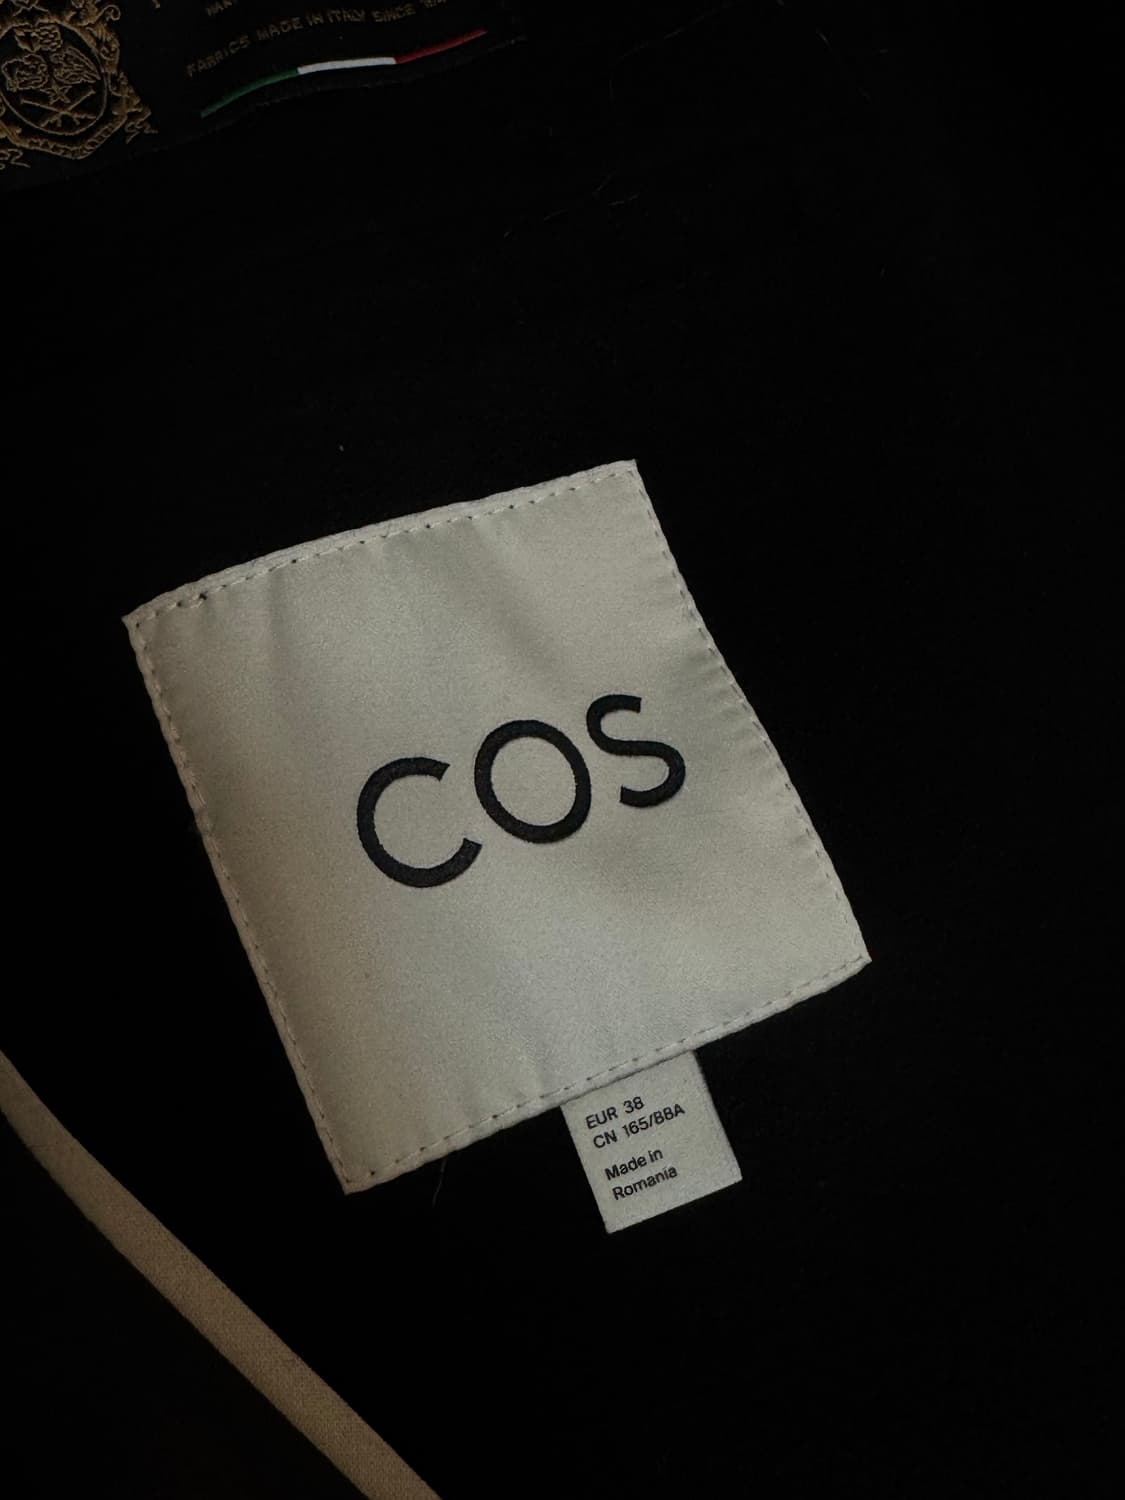 FABRICS MADE IN ITALY SINCE
COS
EUR 38
CN 165/88A
Made in
Romania